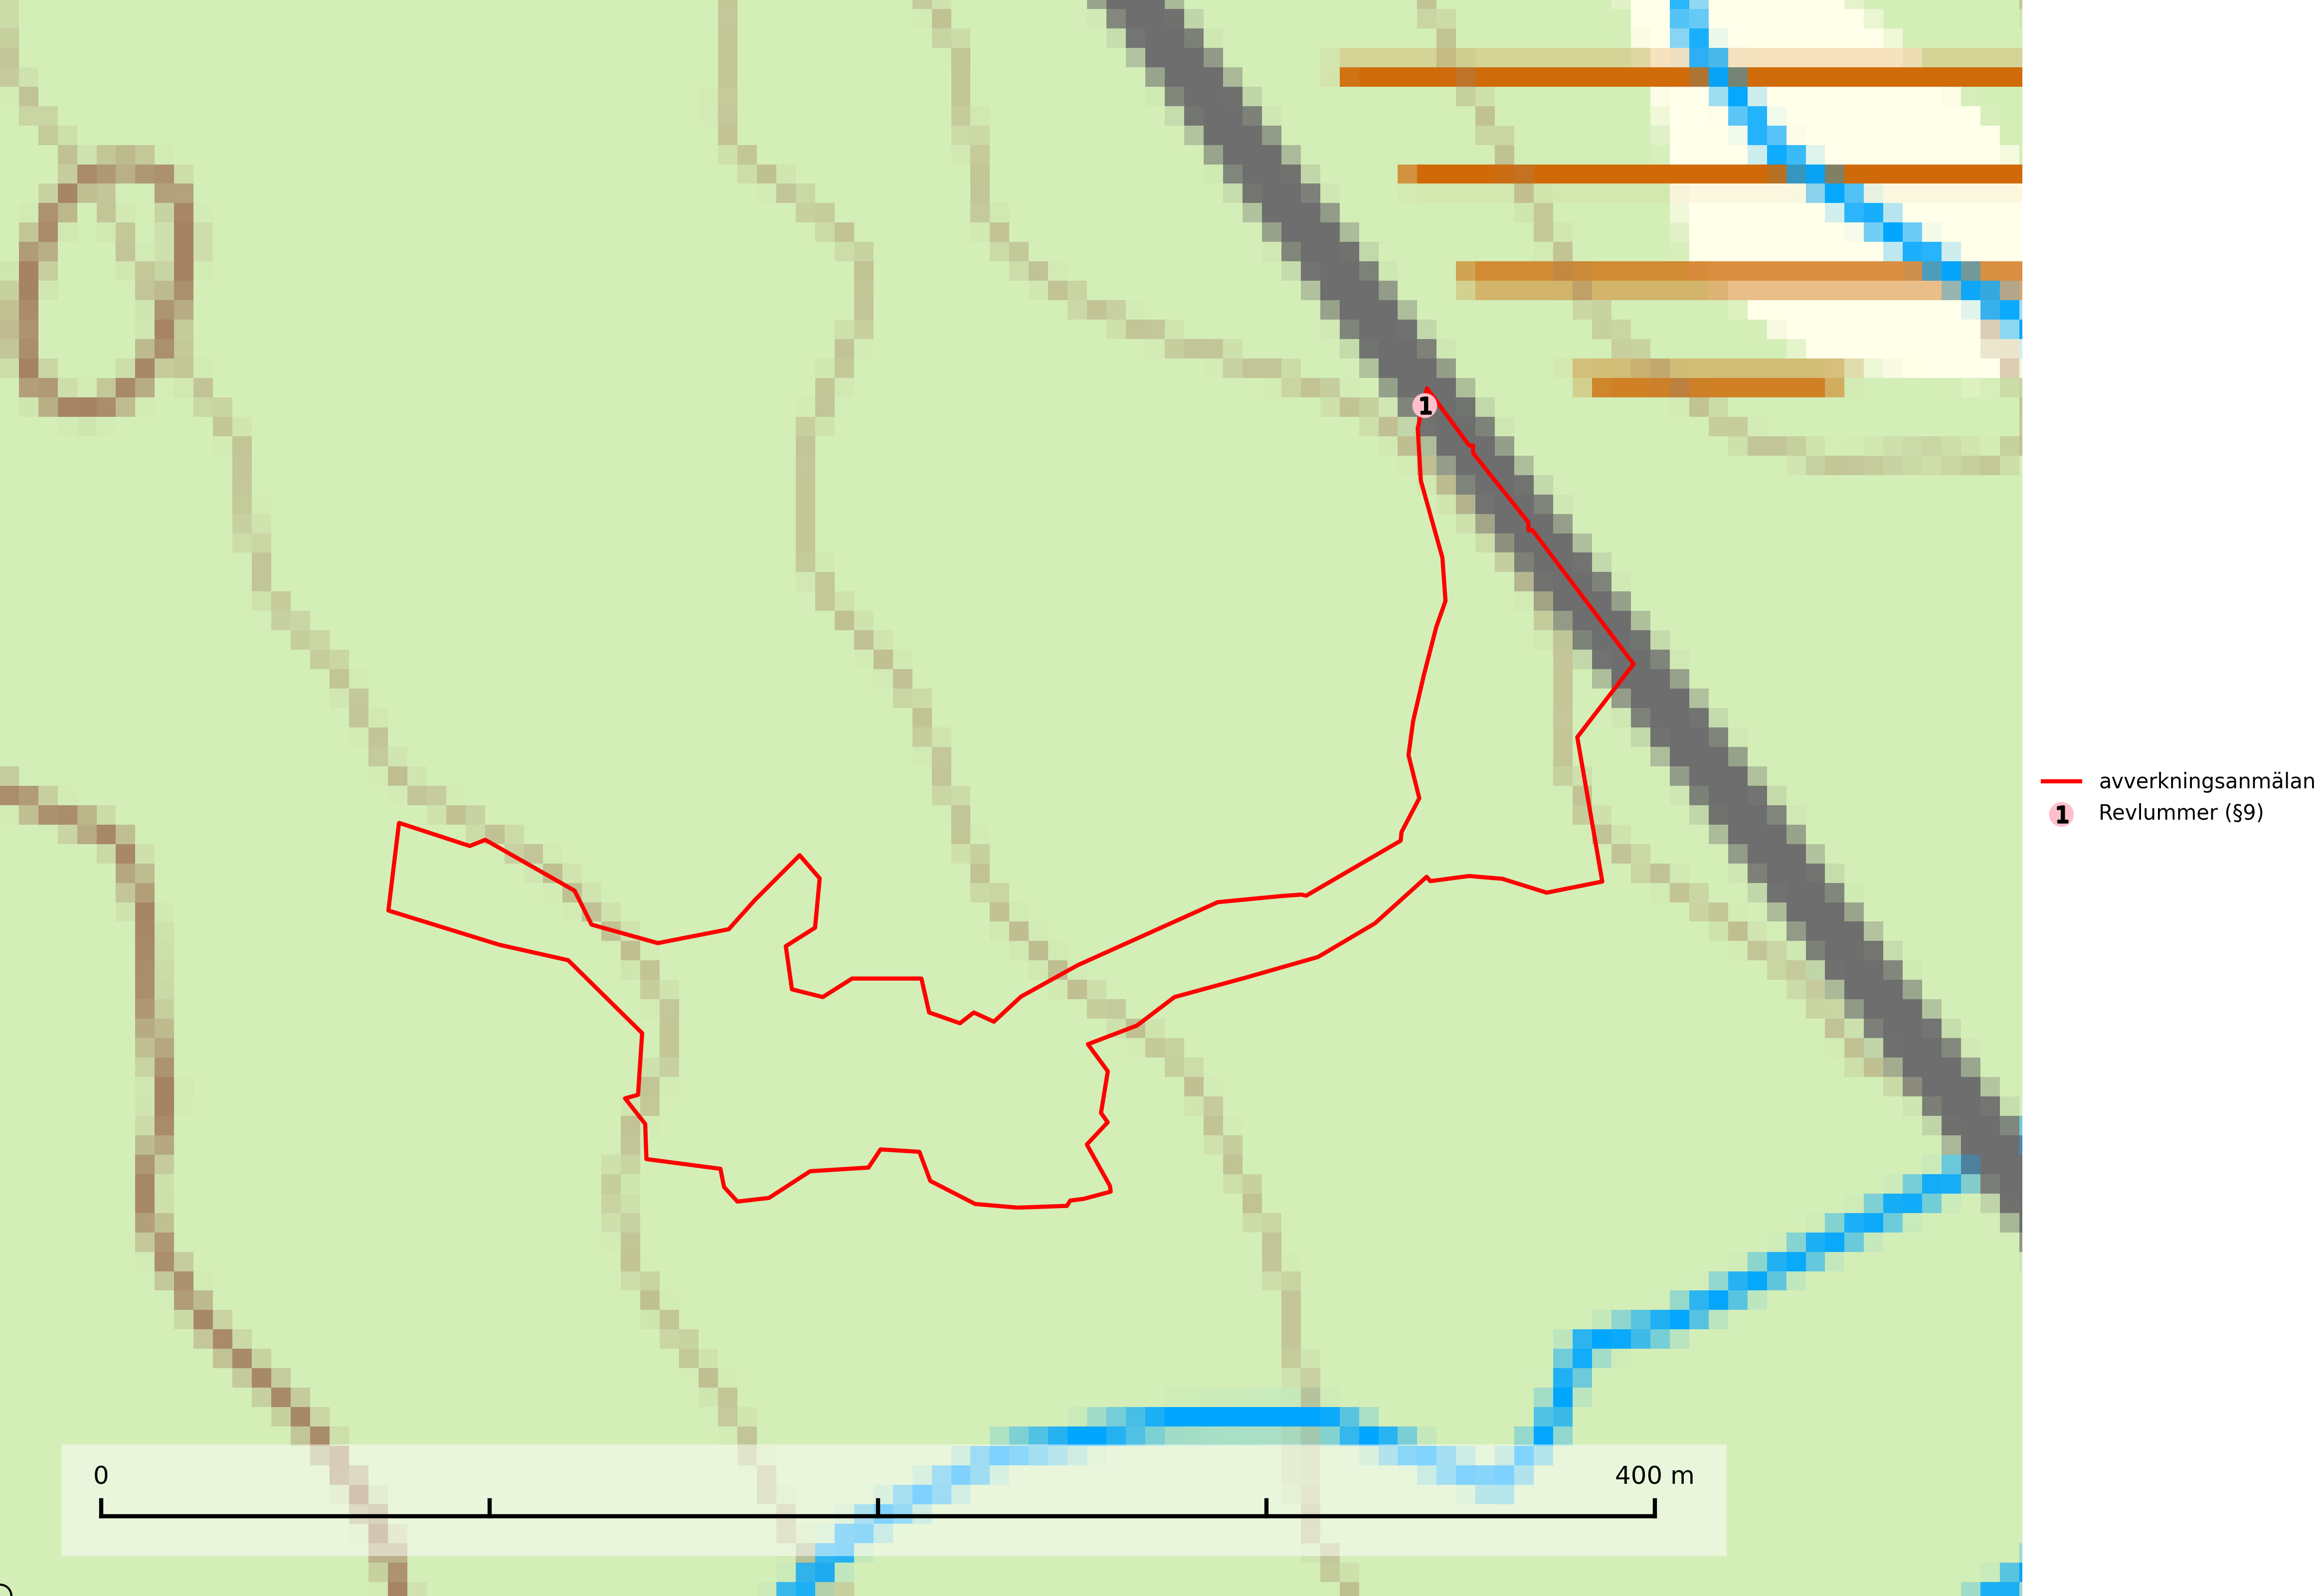 1
avverkningsanmälan
1 Revlummer (§9)
0 400 m